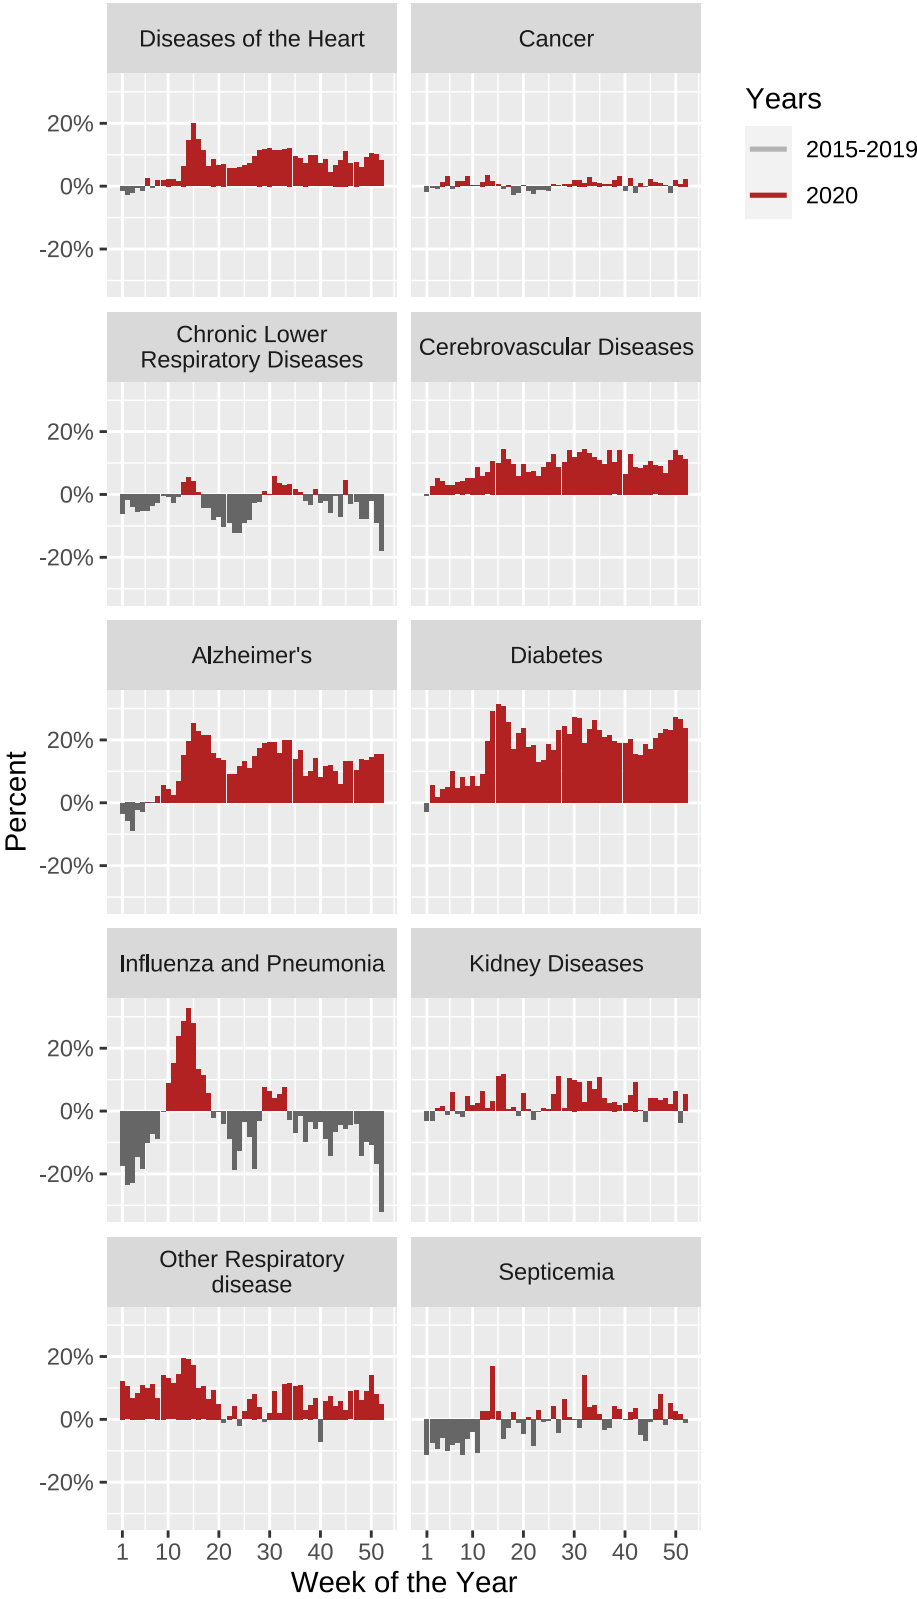 Diseases of the Heart
Cancer
Years
2015-2019
2020
20%
0%
-20%
Chronic Lower
Respiratory Diseases
Cerebrovascular Diseases
20%
0%
-20%
Alzheimer's
Diabetes
20%
0%
-20%
Percent
Influenza and Pneumonia
Kidney Diseases
20%
0%
-20%
Other Respiratory
disease
Septicemia
20%
0%
-20%
1 10 20 30 40 50
1 10 20 30 40 50
Week of the Year